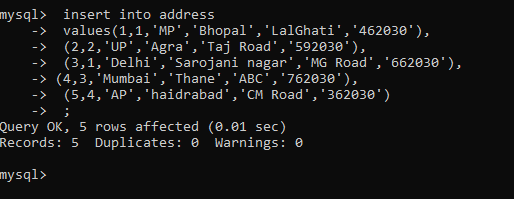 mysql>  insert into address
    ->  values(1,1,'MP','Bhopal','LalGhati','462030'),
    ->  (2,2,'UP','Agra','Taj Road','592030'),
    ->  (3,1,'Delhi','Sarojani nagar','MG Road','662030),
    -> (4,3,'Mumbai','Thane','ABC','762030'),
    ->  (5,4,'AP','haidrabad','CM Road','362030')
    ->  ;
Query OK, 5 rows affected (0.01 sec)
Records: 5  Duplicates: 0  Warnings: 0
mysql>